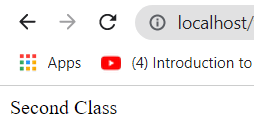 localhost/
Apps (4) Introduction to
Second Class